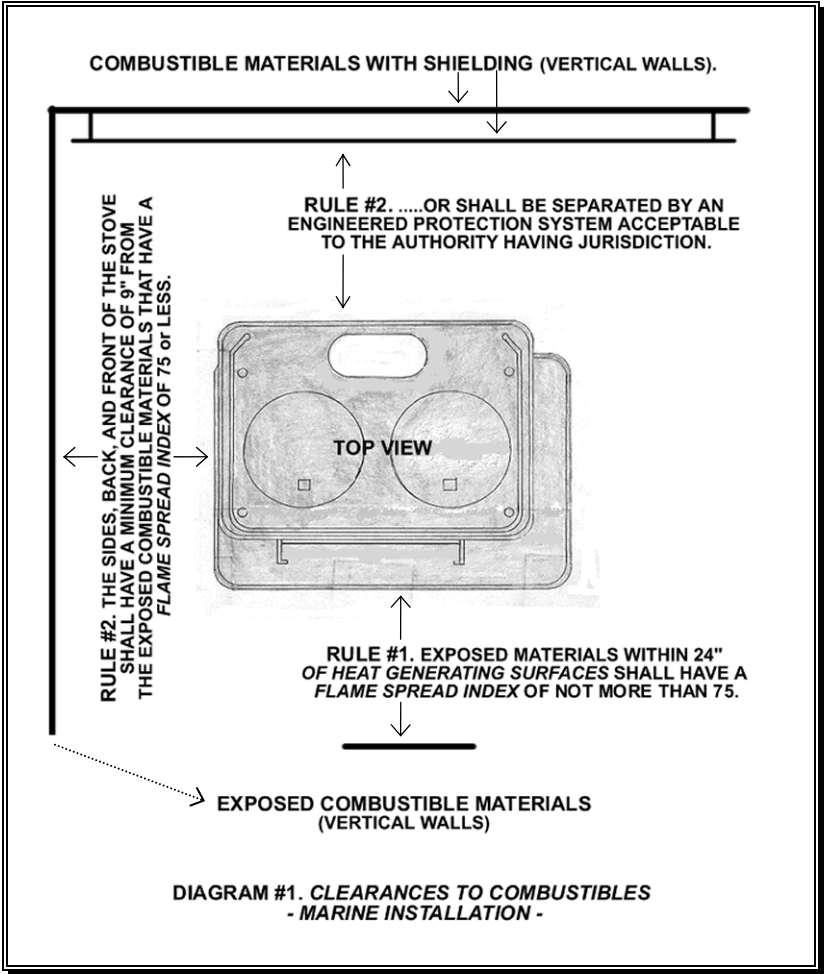 COMBUSTIBLE MATERIALS WITH SHIELDING (VERTICAL WALLS).
RULE #2. .....OR SHALL BE SEPARATED BY AN
ENGINEERED PROTECTION SYSTEM ACCEPTABLE
TO THE AUTHORITY HAVING JURISDICTION.
RULE #2. THE SIDES, BACK, AND FRONT OF THE STOVE
SHALL HAVE A MINIMUM CLEARANCE OF 9" FROM
THE EXPOSED COMBUSTIBLE MATERIALS THAT HAVE A
FLAME SPREAD INDEX OF 75 or LESS.
TOP VIEW
RULE #1. EXPOSED MATERIALS WITHIN 24"
OF HEAT GENERATING SURFACES SHALL HAVE A
FLAME SPREAD INDEX OF NOT MORE THAN 75.
EXPOSED COMBUSTIBLE MATERIALS
(VERTICAL WALLS)
DIAGRAM #1. CLEARANCES TO COMBUSTIBLES
- MARINE INSTALLATION -